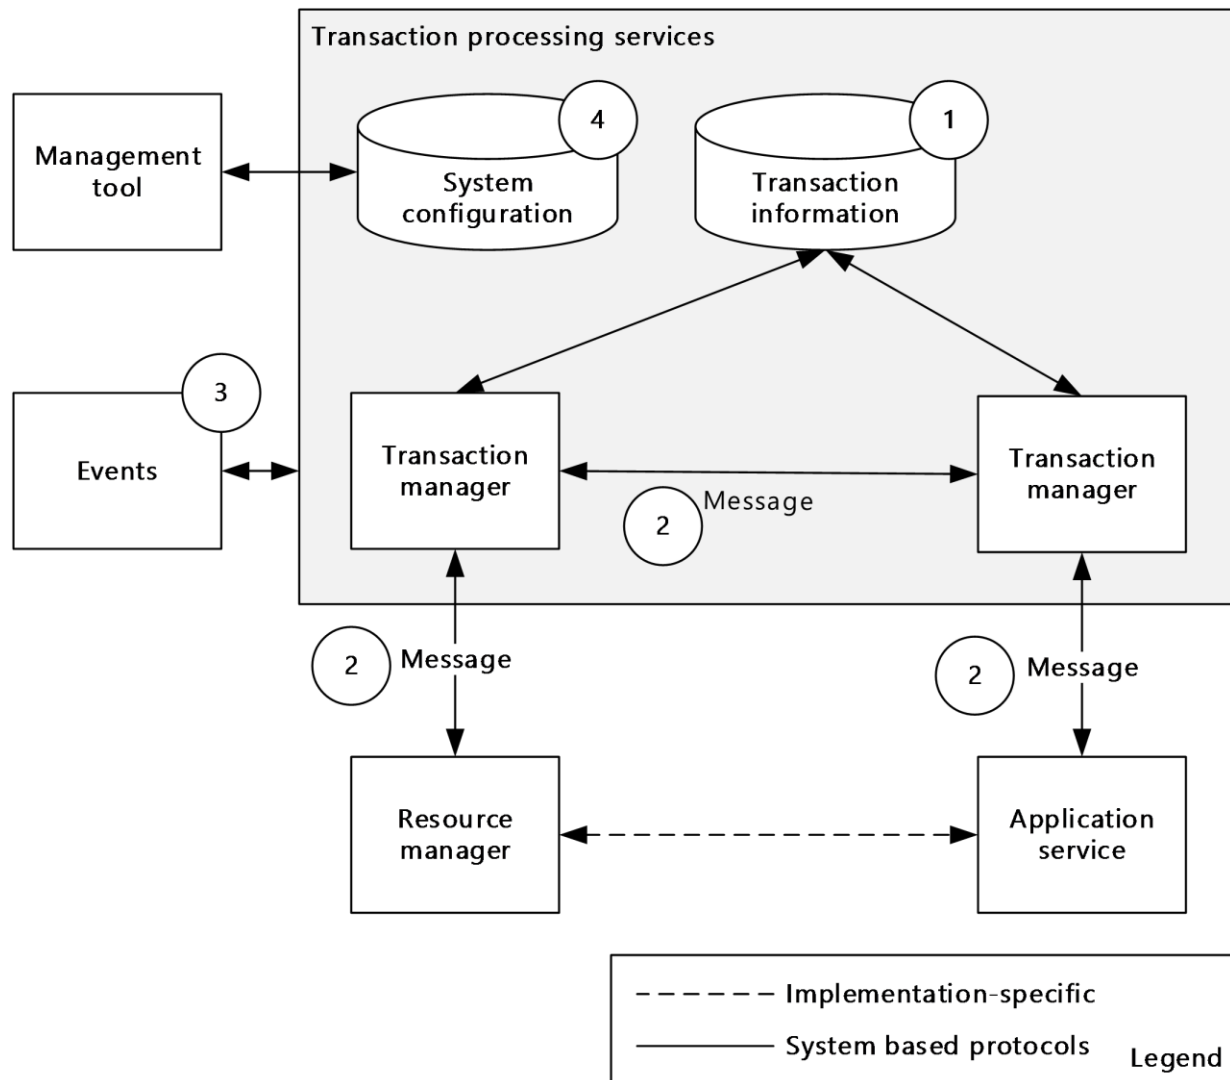 Transaction processing services
4
1
Management
tool
System
configuration
Transaction
information
3
Events
Transaction
manager
Transaction
manager
Message
2
2
Message
2
Message
Resource
manager
Application
service
Implementation-specific
System based protocols
Legend